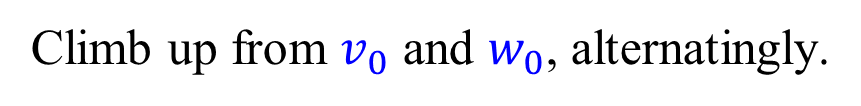 Climb up from v₀ and w₀, alternatingly.